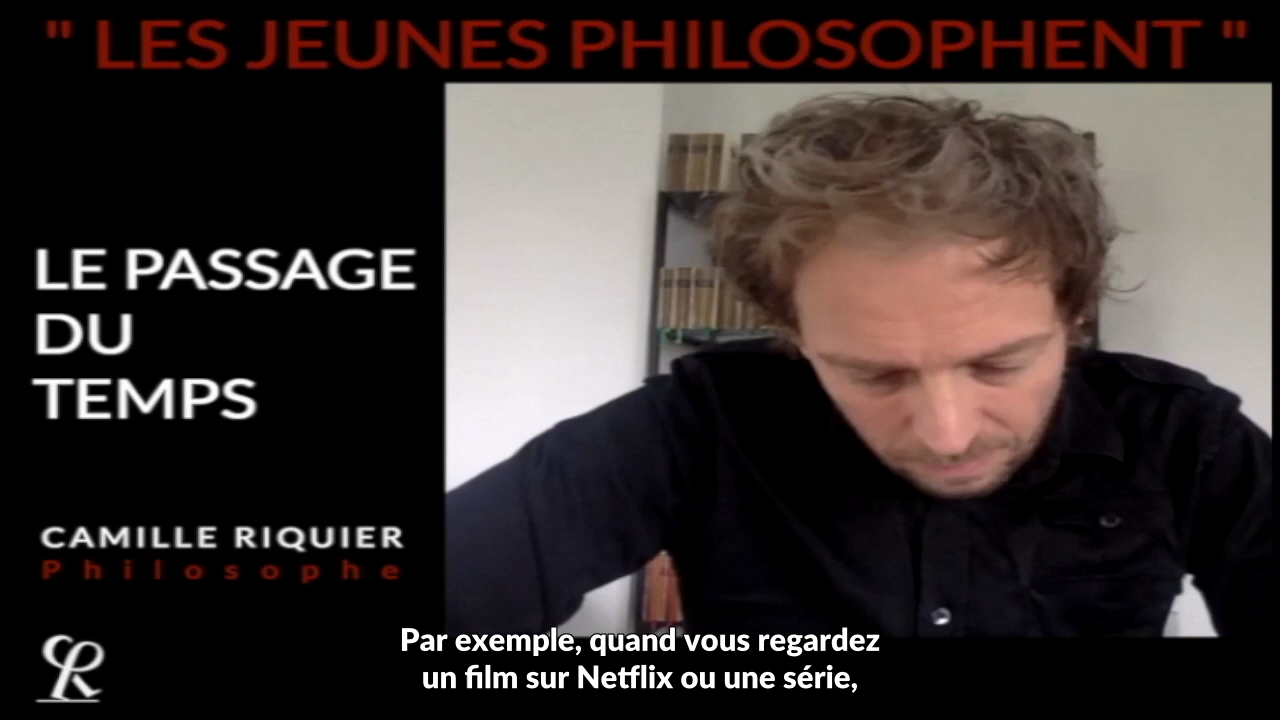 " LES JEUNES PHILOSOPHENT "
LE PASSAGE
DU
TEMPS
CAMILLE RIQUIER
Philosophe
Par exemple, quand vous regardez
un film sur Netflix ou une série,